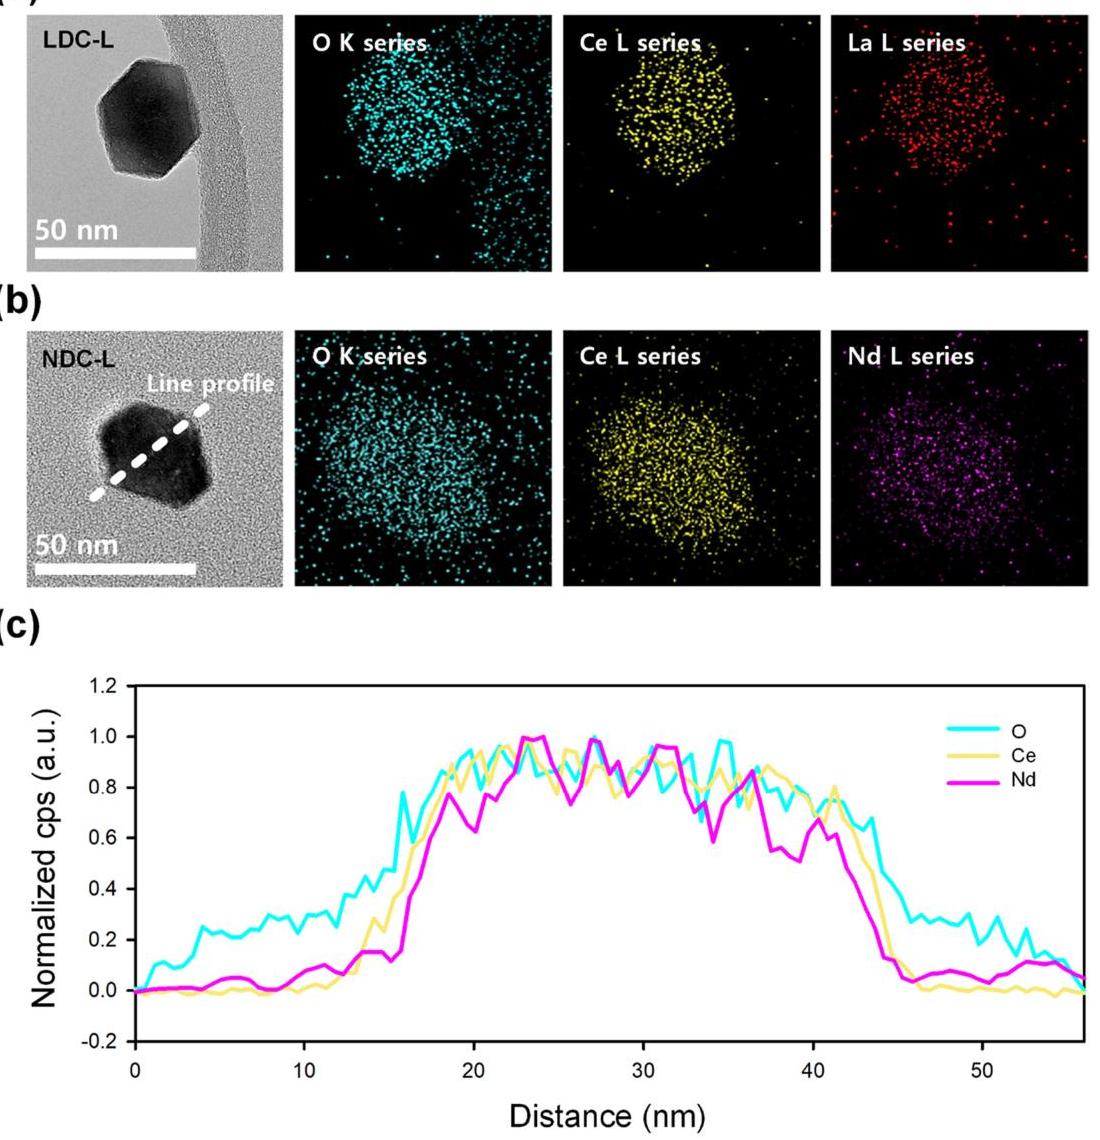 LDC-L
O K series
Ce L series
La L series
50 nm
(b)
NDC-L
Line profile
O K series
Ce L series
Nd L series
50 nm
(c)
1.2
1.0
0.8
0.6
0.4
0.2
0.0
-0.2
Normalized cps (a.u.)
O
Ce
Nd
0 10 20 30 40 50
Distance (nm)